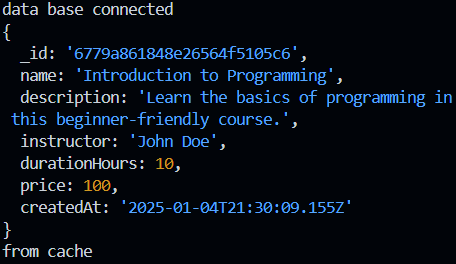 data base connected
{
  _id: '6779a861848e26564f5105c6',
  name: 'Introduction to Programming',
  description: 'Learn the basics of programming in
 this beginner-friendly course.',
  instructor: 'John Doe',
  durationHours: 10,
  price: 100,
  createdAt: '2025-01-04T21:30:09.155Z'
}
from cache